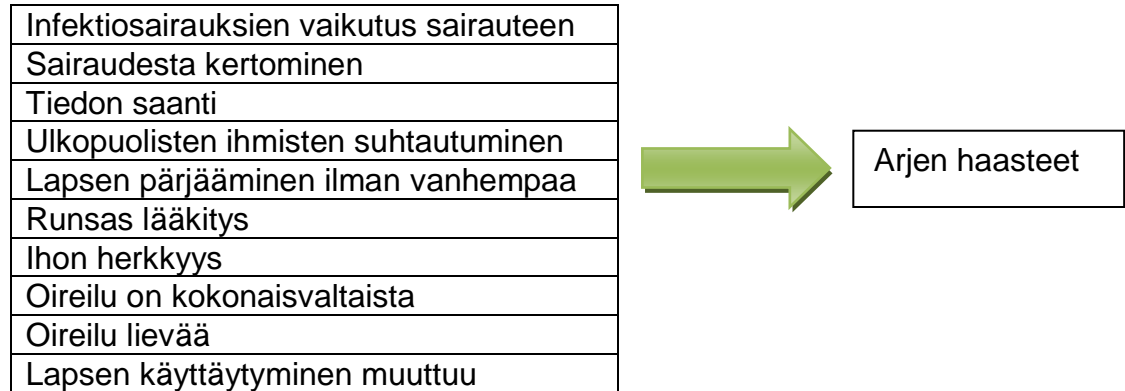 Infektiosairauksien vaikutus sairauteen
Sairaudesta kertominen
Tiedon saanti
Ulkopuolisten ihmisten suhtautuminen
Lapsen pärjääminen ilman vanhempaa
Runsas lääkitys
Ihon herkkyys
Oireilu on kokonaisvaltaista
Oireilu lievää
Lapsen käyttäytyminen muuttuu
Arjen haasteet